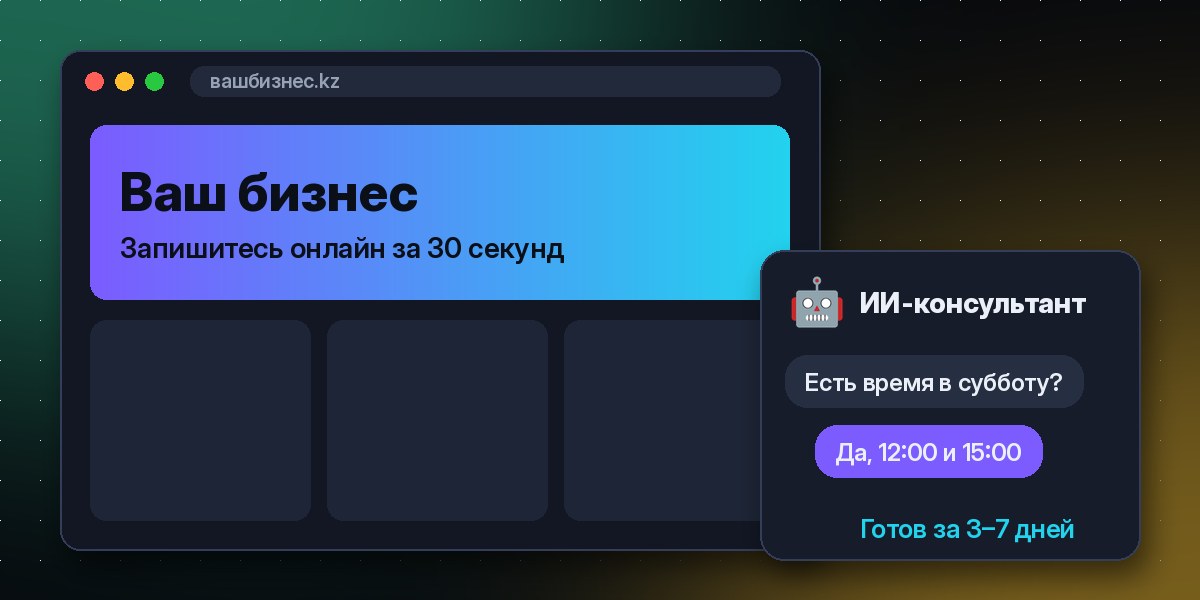 вашбизнес.kz
Ваш бизнес
Запишитесь онлайн за 30 секунд
ИИ-консультант
Есть время в субботу?
Да, 12:00 и 15:00
Готов за 3–7 дней